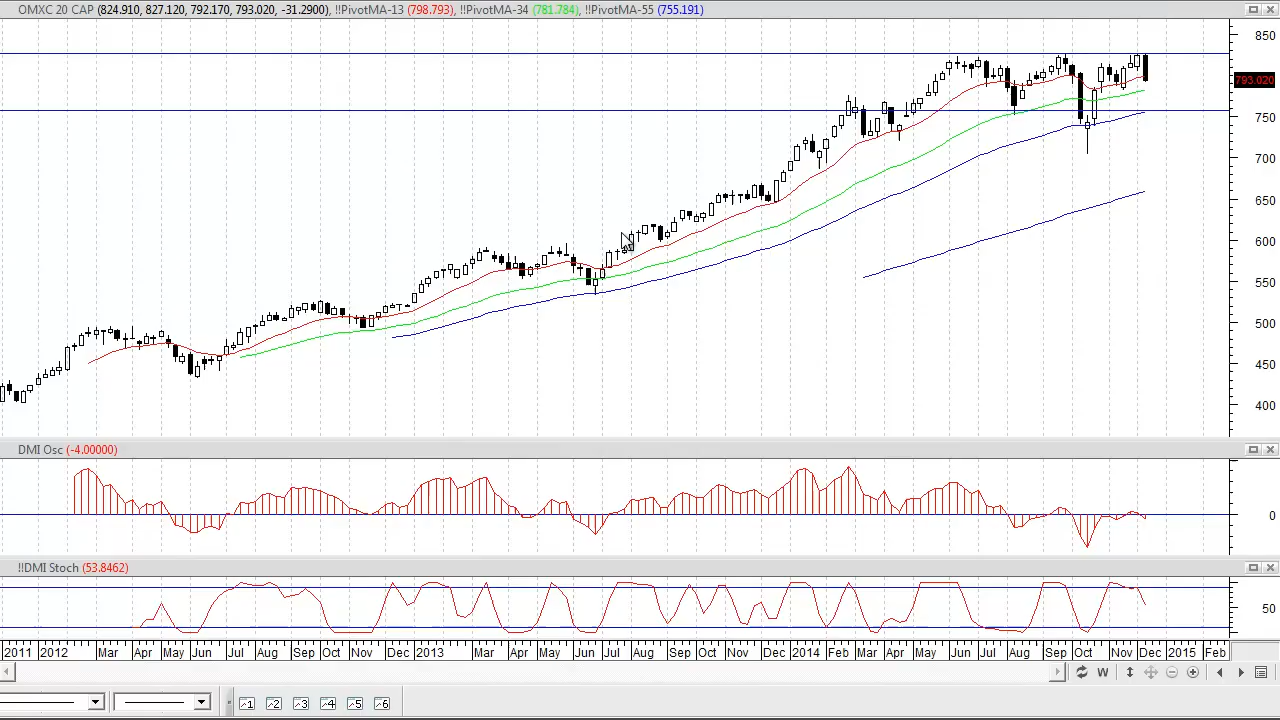 OMXC 20 CAP (824.910, 827.120, 792.170, 793.020, -31.2900), !!PivotMA-13 (798.793), !!PivotMA-34 (781.784), !!PivotMA-55 (755.191)
850
793.020
750
700
650
600
550
500
450
400
DMI Osc (-4.00000)
0
!!DMI Stoch (53.8462)
50
2011 2012 Mar Apr May Jun Jul Aug Sep Oct Nov Dec 2013 Mar Apr May Jun Jul Aug Sep Oct Nov Dec 2014 Feb Mar Apr May Jun Jul Aug Sep Oct Nov Dec 2015 Feb
W
1 2 3 4 5 6